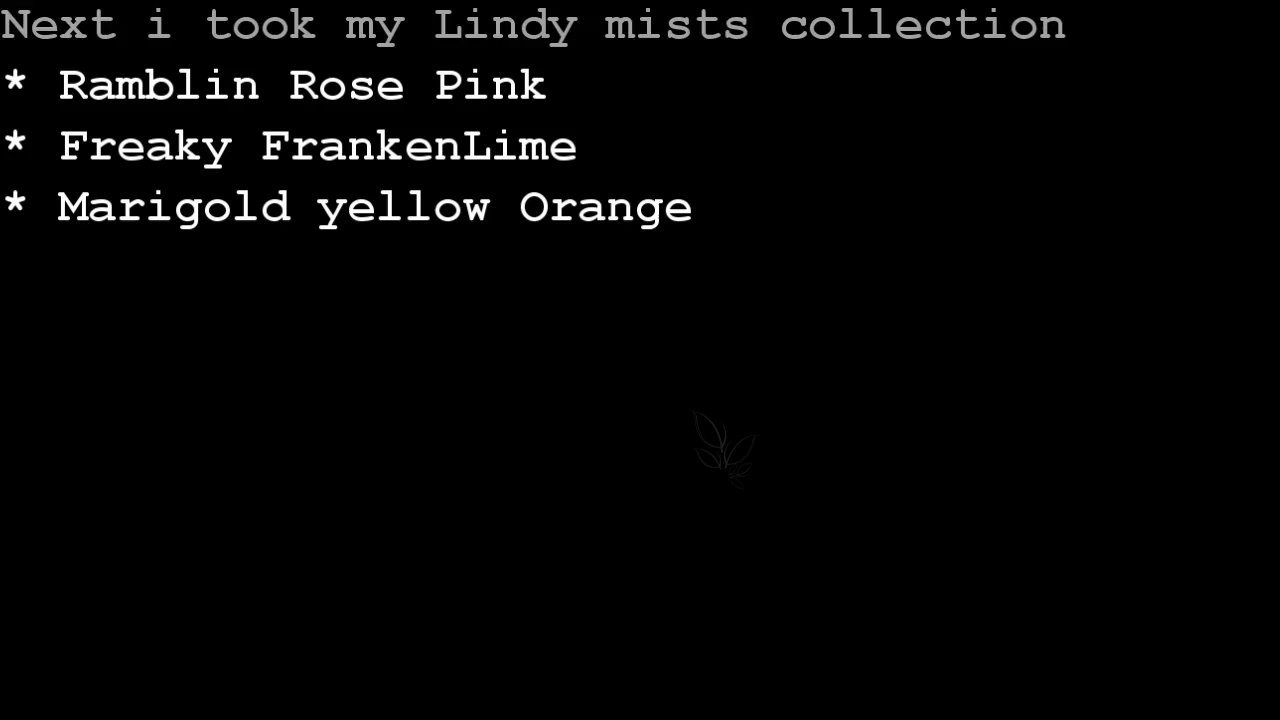 Next i took my Lindy mists collection
* Ramblin Rose Pink
* Freaky FrankenLime
* Marigold yellow Orange